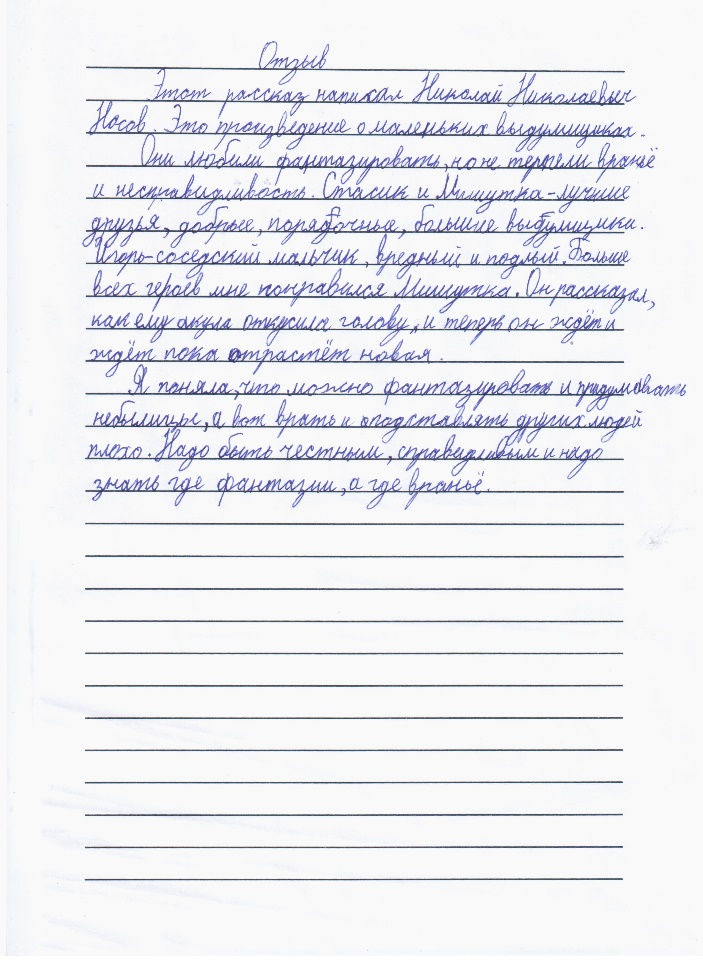 Отзыв
Этот рассказ написал Николай Николаевич
Носов. Это произведение о маленьких выдумщиках.
Они любили фантазировать, но не терпели враньё
и несправидливость. Стасик и Мишутка - лучшие
друзья, добрые, порядочные, большие выдумщики.
Игорь - соседский мальчик, вредный и подлый. Больше
всех героев мне понравился Мишутка. Он рассказал,
как ему акула откусила голову, и теперь он ждёт и
ждёт пока отрастёт новая.
Я поняла, что можно фантазировать и придумовать
небылицы, а вот врать и подставлять других людей
плохо. Надо быть честным, справидливым и надо
знать где фантазии, а где враньё.